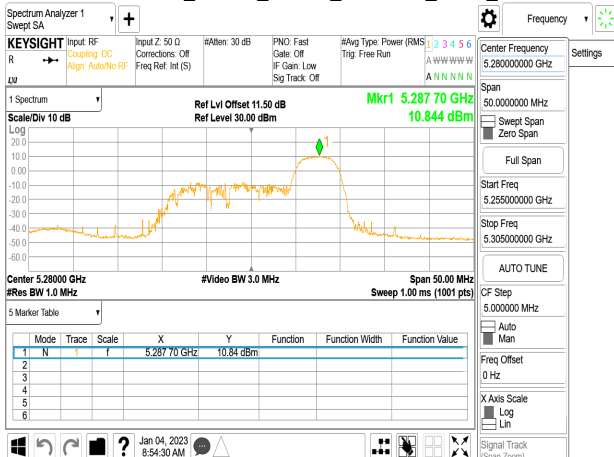 Spectrum Analyzer 1
Swept SA
+
Frequency
KEYSIGHT
R
LXI
Input: RF
Coupling: DC
Align: Auto/No RF
Input Z: 50 Ω
Corrections: Off
Freq Ref: Int (S)
#Atten: 30 dB
PNO: Fast
Gate: Off
IF Gain: Low
Sig Track: Off
#Avg Type: Power (RMS
Trig: Free Run
1 2 3 4 5 6
A W W W W W
A N N N N N
Center Frequency
5.280000000 GHz
Settings
Span
50.0000000 MHz
Swept Span
Zero Span
Full Span
Start Freq
5.255000000 GHz
Stop Freq
5.305000000 GHz
AUTO TUNE
CF Step
5.000000 MHz
Auto
Man
Freq Offset
0 Hz
X Axis Scale
Log
Lin
Signal Track
(Span Zoom)
1 Spectrum
Scale/Div 10 dB
Ref Lvl Offset 11.50 dB
Ref Level 30.00 dBm
Mkr1 5.287 70 GHz
10.844 dBm
Log
20.0
10.0
0.00
-10.0
-20.0
-30.0
-40.0
-50.0
-60.0
1
Center 5.28000 GHz
#Res BW 1.0 MHz
#Video BW 3.0 MHz
Span 50.00 MHz
Sweep 1.00 ms (1001 pts)
5 Marker Table
Mode Trace Scale X Y Function Function Width Function Value
1 N 1 f 5.287 70 GHz 10.84 dBm
2
3
4
5
6
?
Jan 04, 2023
8:54:30 AM